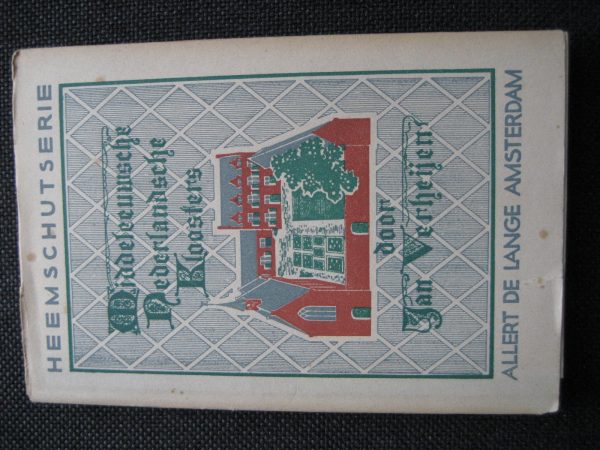 HEEMSCHUTSERIE
Middeleeuwsche
Nederlandsche
Kloosters
door
Jan Verheijen
ALLERT DE LANGE AMSTERDAM